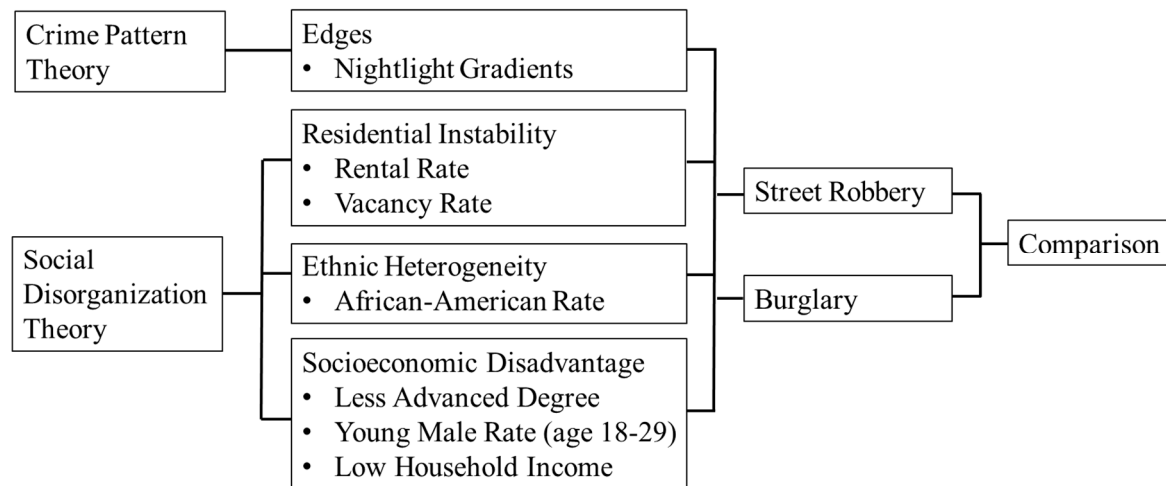 Crime Pattern
Theory
Edges
• Nightlight Gradients
Residential Instability
• Rental Rate
• Vacancy Rate
Social
Disorganization
Theory
Ethnic Heterogeneity
• African-American Rate
Socioeconomic Disadvantage
• Less Advanced Degree
• Young Male Rate (age 18-29)
• Low Household Income
Street Robbery
Burglary
Comparison